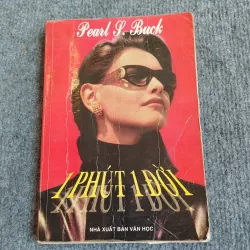 Pearl S. Buck
1 PHÚT 1 ĐỜI
NHÀ XUẤT BẢN VĂN HỌC